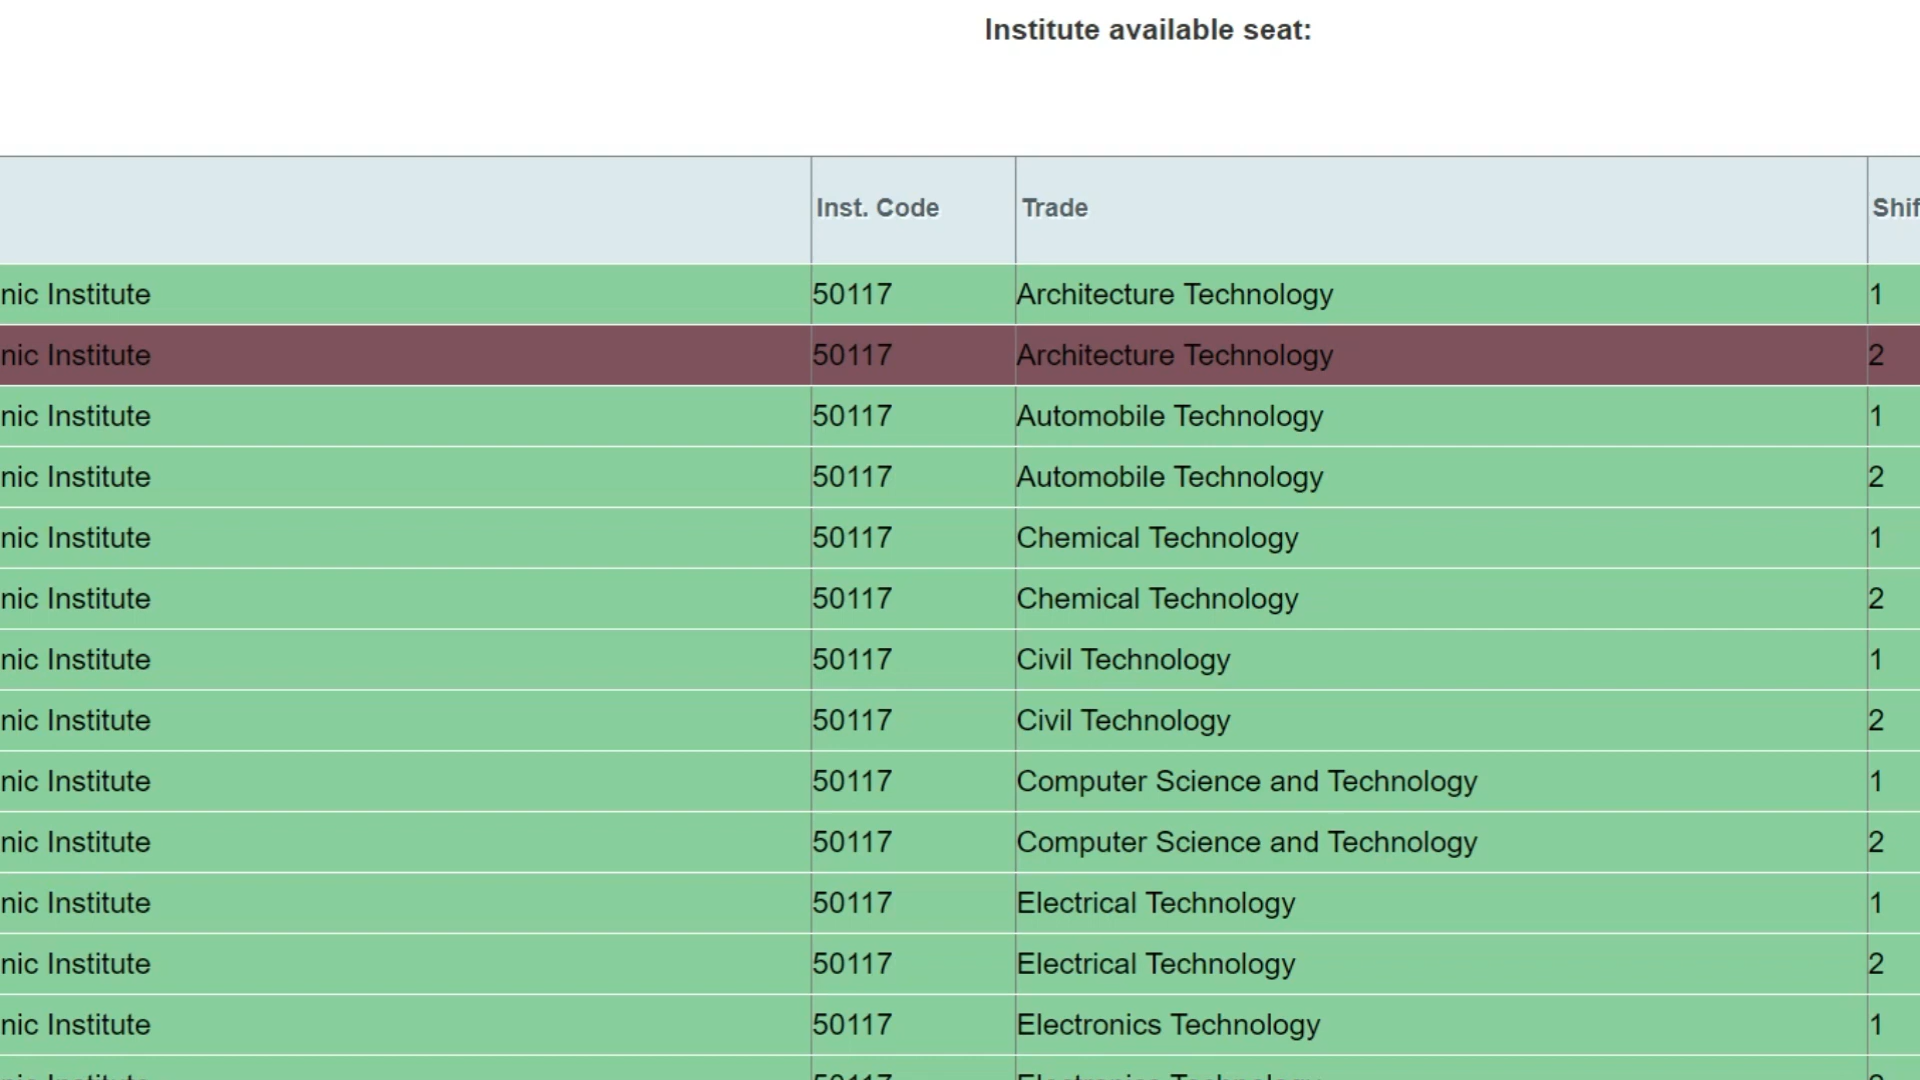 Institute available seat:
Inst. Code Trade Shif
nic Institute 50117 Architecture Technology 1
nic Institute 50117 Architecture Technology 2
nic Institute 50117 Automobile Technology 1
nic Institute 50117 Automobile Technology 2
nic Institute 50117 Chemical Technology 1
nic Institute 50117 Chemical Technology 2
nic Institute 50117 Civil Technology 1
nic Institute 50117 Civil Technology 2
nic Institute 50117 Computer Science and Technology 1
nic Institute 50117 Computer Science and Technology 2
nic Institute 50117 Electrical Technology 1
nic Institute 50117 Electrical Technology 2
nic Institute 50117 Electronics Technology 1